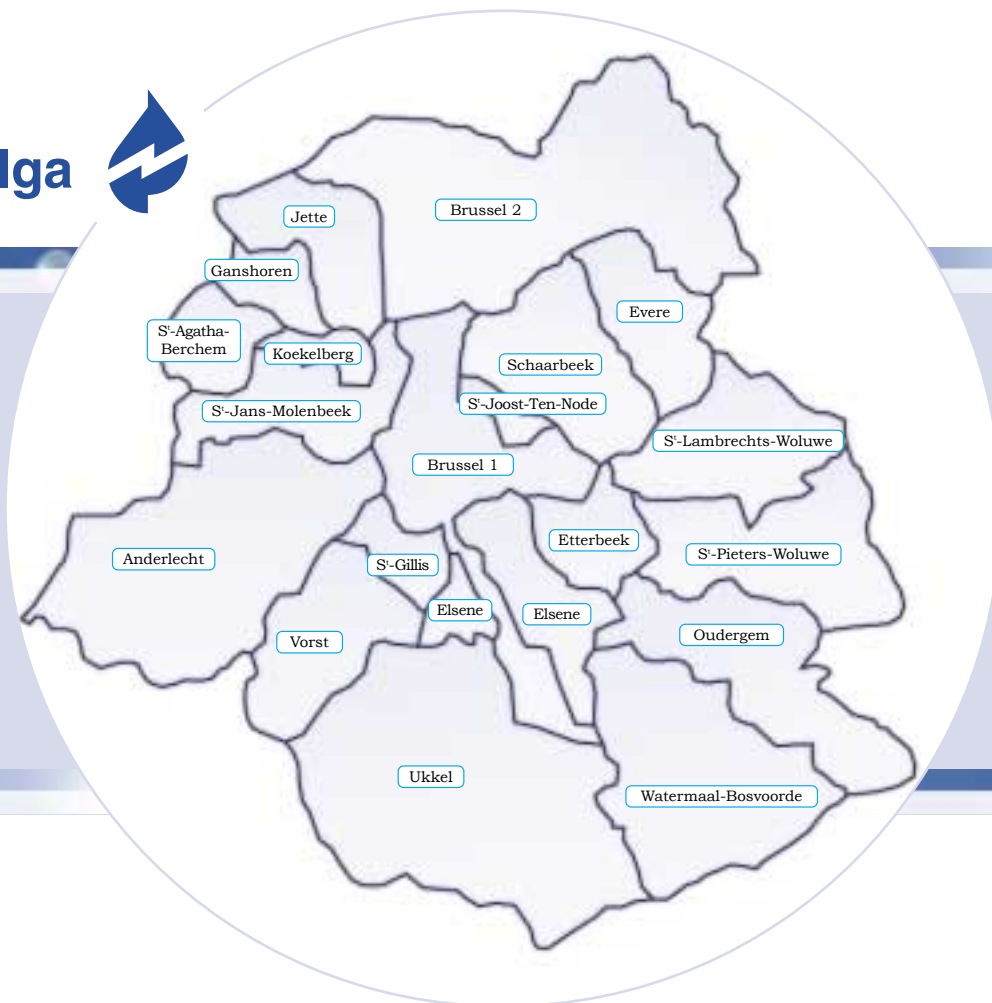 lga
Brussel 2
Jette
Ganshoren
Evere
St-Agatha-
Berchem
Koekelberg
Schaarbeek
St-Joost-Ten-Node
St-Jans-Molenbeek
St-Lambrechts-Woluwe
Brussel 1
Etterbeek
St-Pieters-Woluwe
Anderlecht
St-Gillis
Elsene
Elsene
Vorst
Oudergem
Ukkel
Watermaal-Bosvoorde